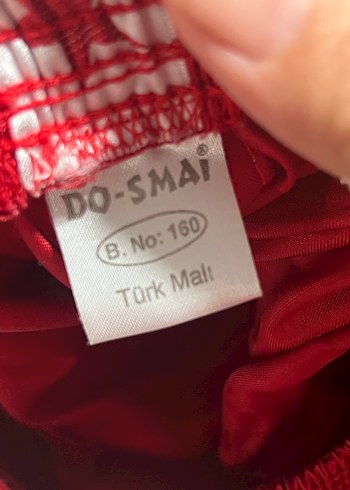 DO-SMAİ®
B. No: 160
Türk Malı